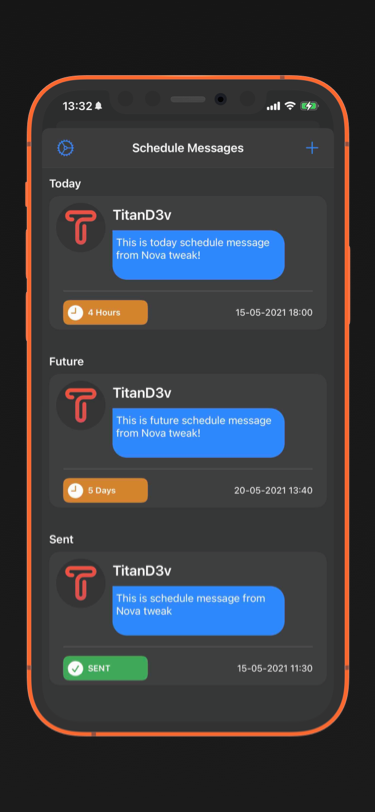 13:32
Schedule Messages
Today
TitanD3v
This is today schedule message
from Nova tweak!
4 Hours
15-05-2021 18:00
Future
TitanD3v
This is future schedule message
from Nova tweak!
5 Days
20-05-2021 13:40
Sent
TitanD3v
This is schedule message from
Nova tweak
SENT
15-05-2021 11:30